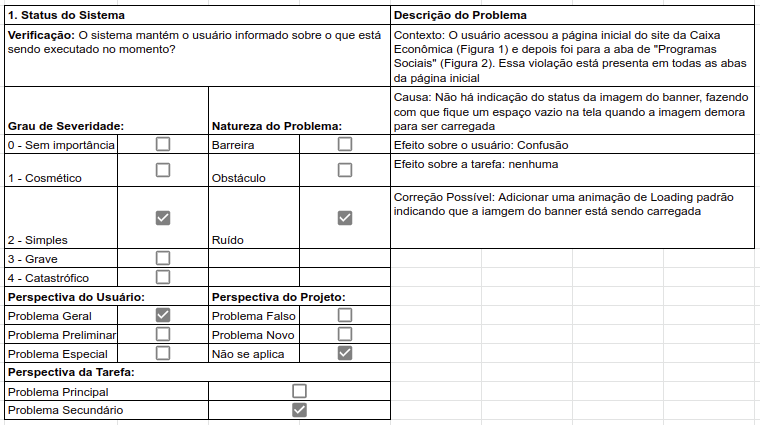 1. Status do Sistema
Descrição do Problema
Verificação: O sistema mantém o usuário informado sobre o que está
sendo executado no momento?
Contexto: O usuário acessou a página inicial do site da Caixa
Econômica (Figura 1) e depois foi para a aba de "Programas
Sociais" (Figura 2). Essa violação está presenta em todas as abas
da página inicial
Grau de Severidade:
Natureza do Problema:
Causa: Não há indicação do status da imagem do banner, fazendo
com que fique um espaço vazio na tela quando a imagem demora
para ser carregada
0 - Sem importância
Barreira
Efeito sobre o usuário: Confusão
1 - Cosmético
Obstáculo
Efeito sobre a tarefa: nenhuma
2 - Simples
Ruído
Correção Possível: Adicionar uma animação de Loading padrão
indicando que a iamgem do banner está sendo carregada
3 - Grave
4 - Catastrófico
Perspectiva do Usuário:
Perspectiva do Projeto:
Problema Geral
Problema Falso
Problema Preliminar
Problema Novo
Problema Especial
Não se aplica
Perspectiva da Tarefa:
Problema Principal
Problema Secundário